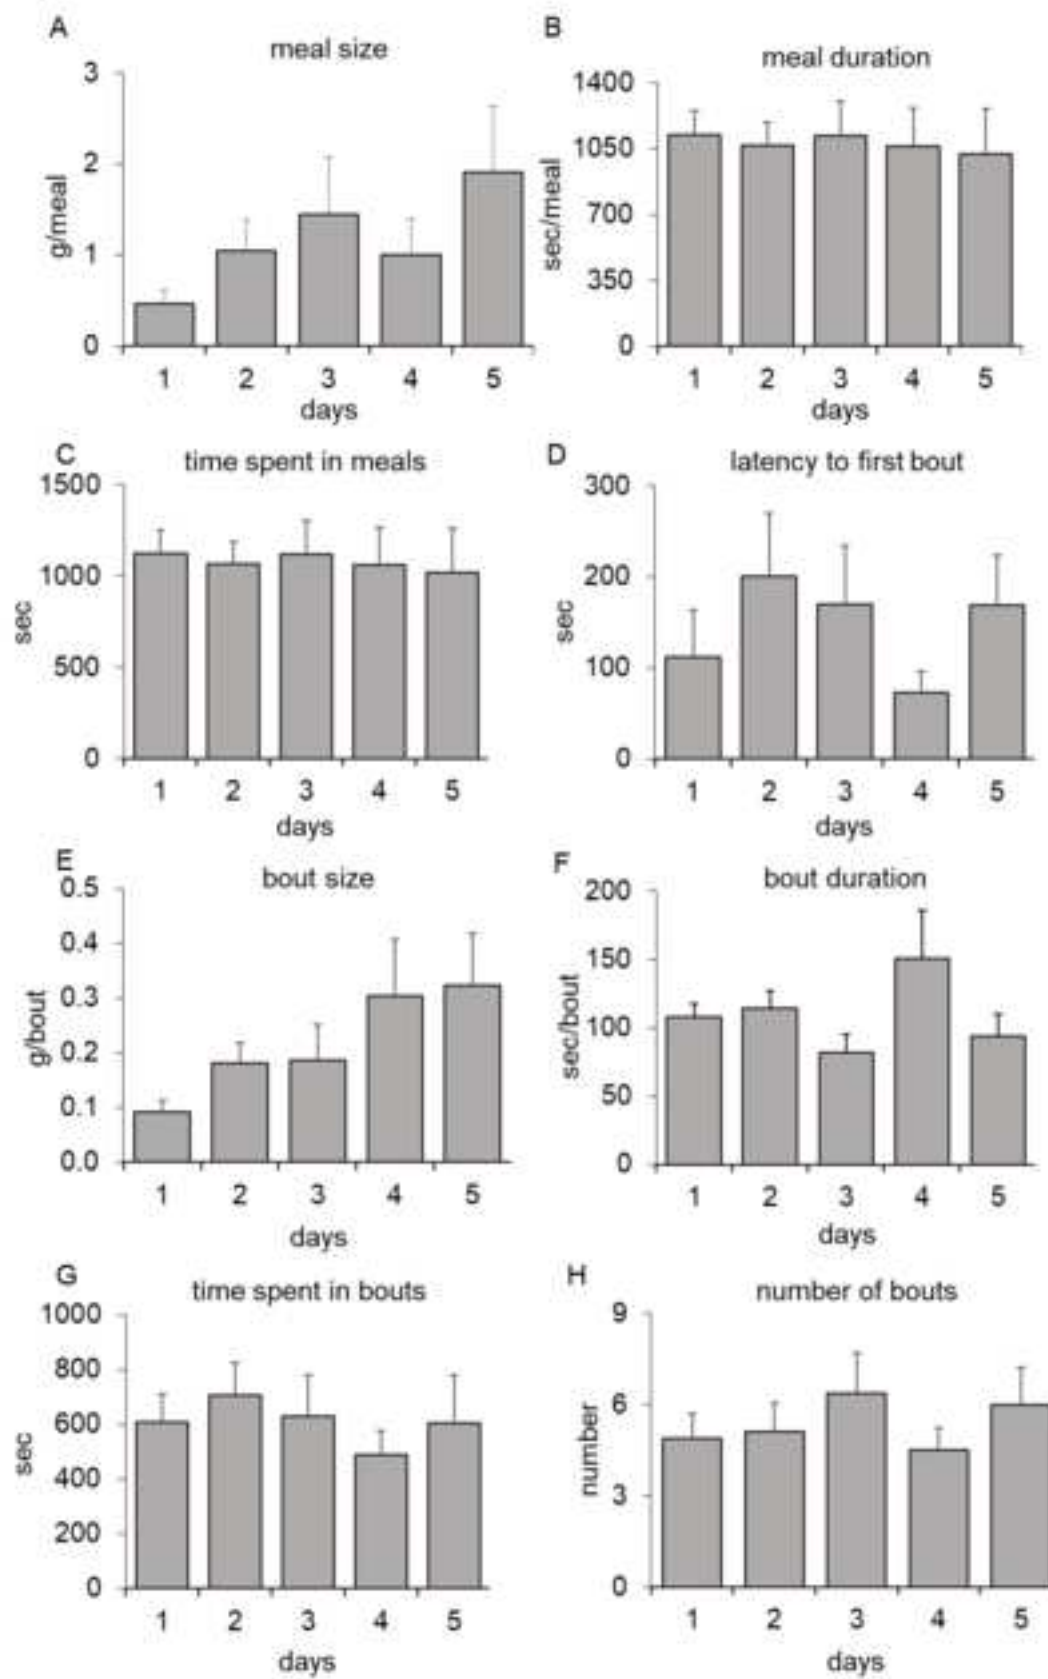 A
meal size
3
2
1
0
g/meal
1 2 3 4 5
days
B
meal duration
1400
1050
700
350
0
sec/meal
1 2 3 4 5
days
C
time spent in meals
1500
1000
500
0
sec
1 2 3 4 5
days
D
latency to first bout
300
200
100
0
sec
1 2 3 4 5
days
E
bout size
0.5
0.4
0.3
0.2
0.1
0.0
g/bout
1 2 3 4 5
days
F
bout duration
200
150
100
50
0
sec/bout
1 2 3 4 5
days
G
time spent in bouts
1000
800
600
400
200
0
sec
1 2 3 4 5
days
H
number of bouts
9
6
3
0
number
1 2 3 4 5
days